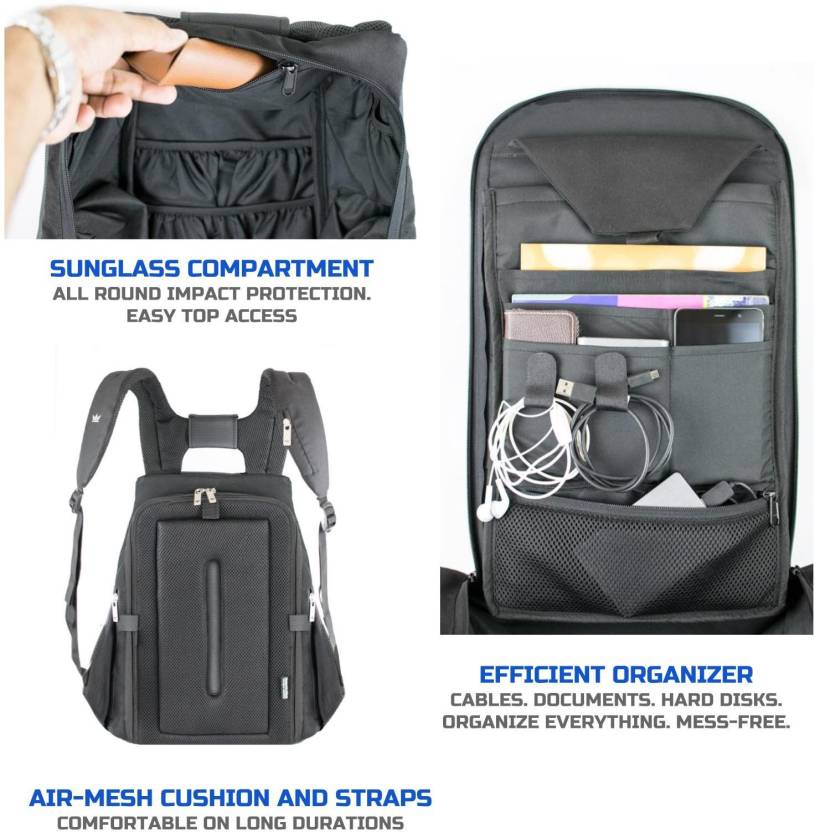 SUNGLASS COMPARTMENT
ALL ROUND IMPACT PROTECTION.
EASY TOP ACCESS
EFFICIENT ORGANIZER
CABLES. DOCUMENTS. HARD DISKS.
ORGANIZE EVERYTHING. MESS-FREE.
AIR-MESH CUSHION AND STRAPS
COMFORTABLE ON LONG DURATIONS